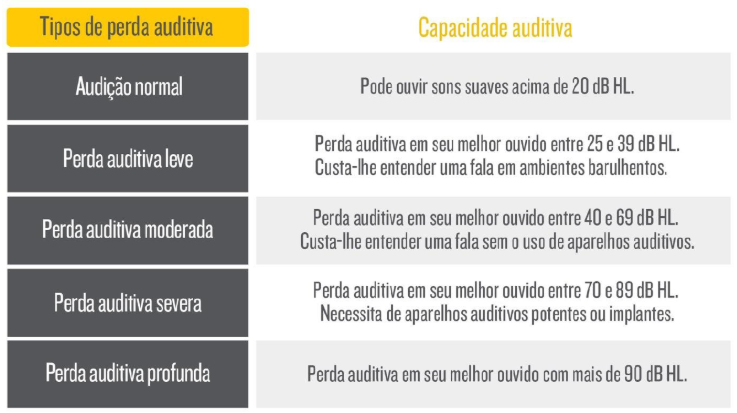 Tipos de perda auditiva
Capacidade auditiva
Audição normal
Pode ouvir sons suaves acima de 20 dB HL.
Perda auditiva leve
Perda auditiva em seu melhor ouvido entre 25 e 39 dB HL.
Custa-lhe entender uma fala em ambientes barulhentos.
Perda auditiva moderada
Perda auditiva em seu melhor ouvido entre 40 e 69 dB HL.
Custa-lhe entender uma fala sem o uso de aparelhos auditivos.
Perda auditiva severa
Perda auditiva em seu melhor ouvido entre 70 e 89 dB HL.
Necessita de aparelhos auditivos potentes ou implantes.
Perda auditiva profunda
Perda auditiva em seu melhor ouvido com mais de 90 dB HL.